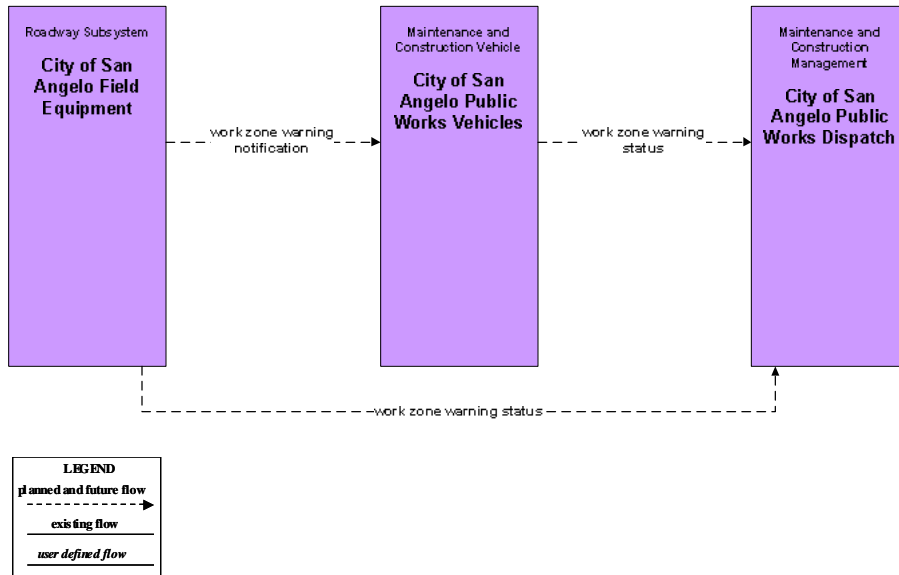 Roadway Subsystem
City of San
Angelo Field
Equipment
Maintenance and
Construction Vehicle
City of San
Angelo Public
Works Vehicles
Maintenance and
Construction
Management
City of San
Angelo Public
Works Dispatch
work zone warning
notification
work zone warning
status
work zone warning status
LEGEND
planned and future flow
existing flow
user defined flow